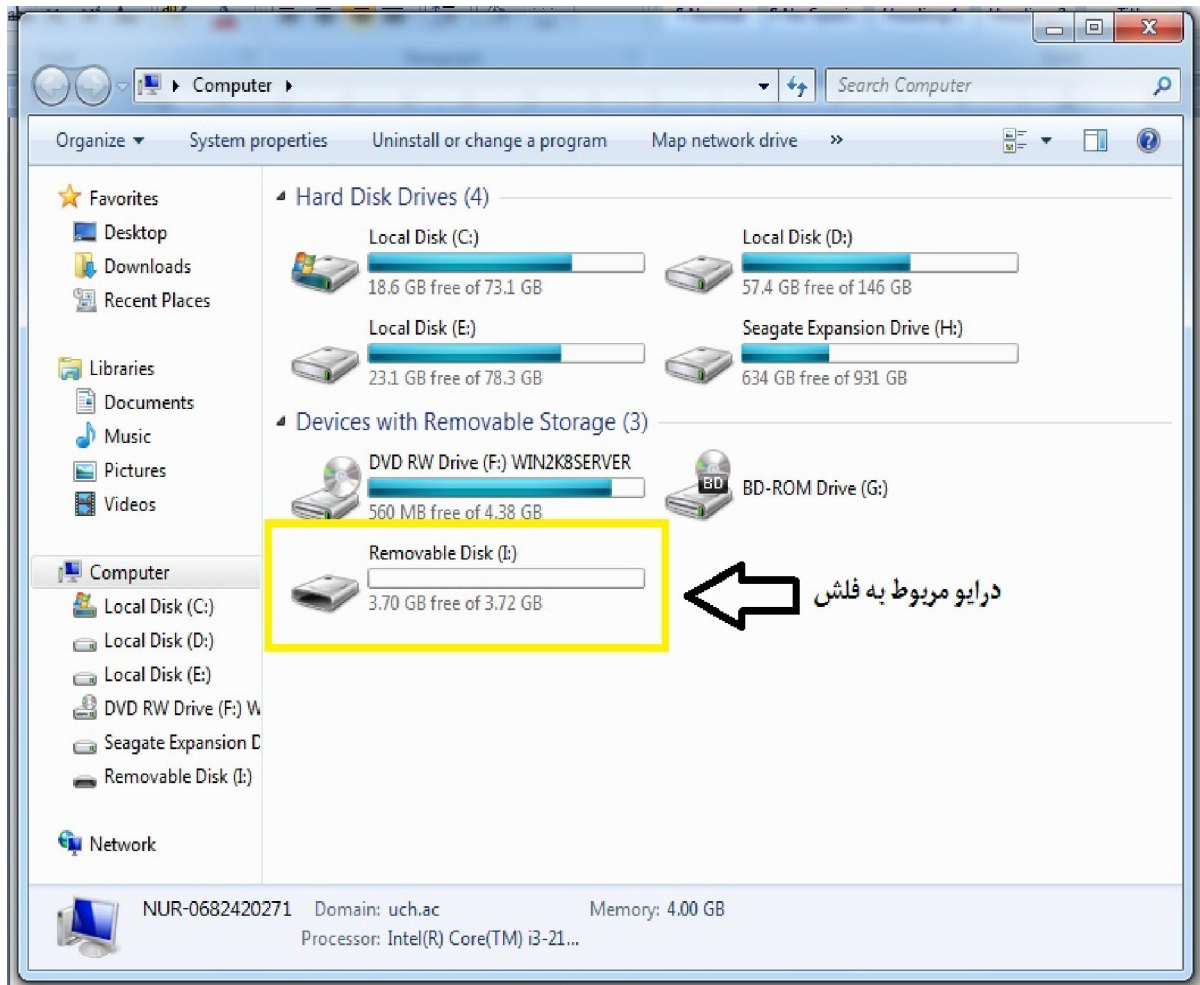 Computer
Search Computer
Organize
System properties
Uninstall or change a program
Map network drive
»
Favorites
Desktop
Downloads
Recent Places
Libraries
Documents
Music
Pictures
Videos
Computer
Local Disk (C:)
Local Disk (D:)
Local Disk (E:)
DVD RW Drive (F:) W
Seagate Expansion D
Removable Disk (I:)
Network
Hard Disk Drives (4)
Local Disk (C:)
18.6 GB free of 73.1 GB
Local Disk (D:)
57.4 GB free of 146 GB
Local Disk (E:)
23.1 GB free of 78.3 GB
Seagate Expansion Drive (H:)
634 GB free of 931 GB
Devices with Removable Storage (3)
DVD RW Drive (F:) WIN2K8SERVER
560 MB free of 4.38 GB
BD
BD-ROM Drive (G:)
Removable Disk (I:)
3.70 GB free of 3.72 GB
درایو مربوط به فلش
NUR-0682420271 Domain: uch.ac Memory: 4.00 GB
Processor: Intel(R) Core(TM) i3-21...